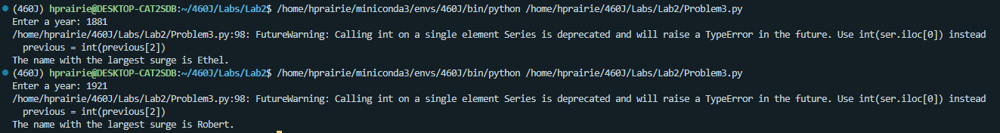 (460J) hprairie@DESKTOP-CAT2SDB:~/460J/Labs/Lab2$ /home/hprairie/miniconda3/envs/460J/bin/python /home/hprairie/460J/Labs/Lab2/Problem3.py
Enter a year: 1881
/home/hprairie/460J/Labs/Lab2/Problem3.py:98: FutureWarning: Calling int on a single element Series is deprecated and will raise a TypeError in the future. Use int(ser.iloc[0]) instead
  previous = int(previous[2])
The name with the largest surge is Ethel.
(460J) hprairie@DESKTOP-CAT2SDB:~/460J/Labs/Lab2$ /home/hprairie/miniconda3/envs/460J/bin/python /home/hprairie/460J/Labs/Lab2/Problem3.py
Enter a year: 1921
/home/hprairie/460J/Labs/Lab2/Problem3.py:98: FutureWarning: Calling int on a single element Series is deprecated and will raise a TypeError in the future. Use int(ser.iloc[0]) instead
  previous = int(previous[2])
The name with the largest surge is Robert.